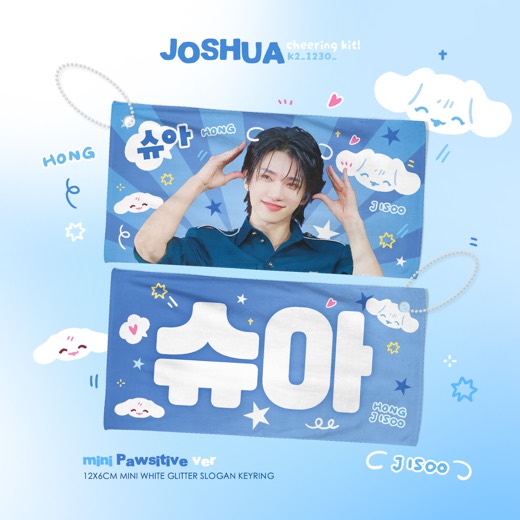 JOSHUA
cheering kit!
k2_1230_
슈아
HONG
HONG
JISOO
슈아
HONG
JISOO
mini Pawsitive ver
12X6CM MINI WHITE GLITTER SLOGAN KEYRING
JISOO